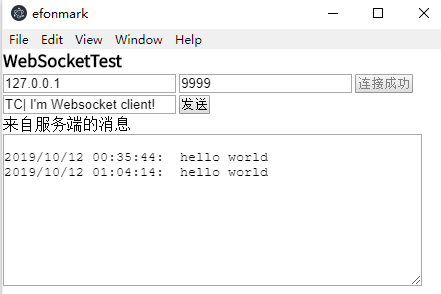 efonmark
File Edit View Window Help
WebSocketTest
127.0.0.1 9999 连接成功
TC| I'm Websocket client! 发送
来自服务端的消息
2019/10/12 00:35:44: hello world
2019/10/12 01:04:14: hello world